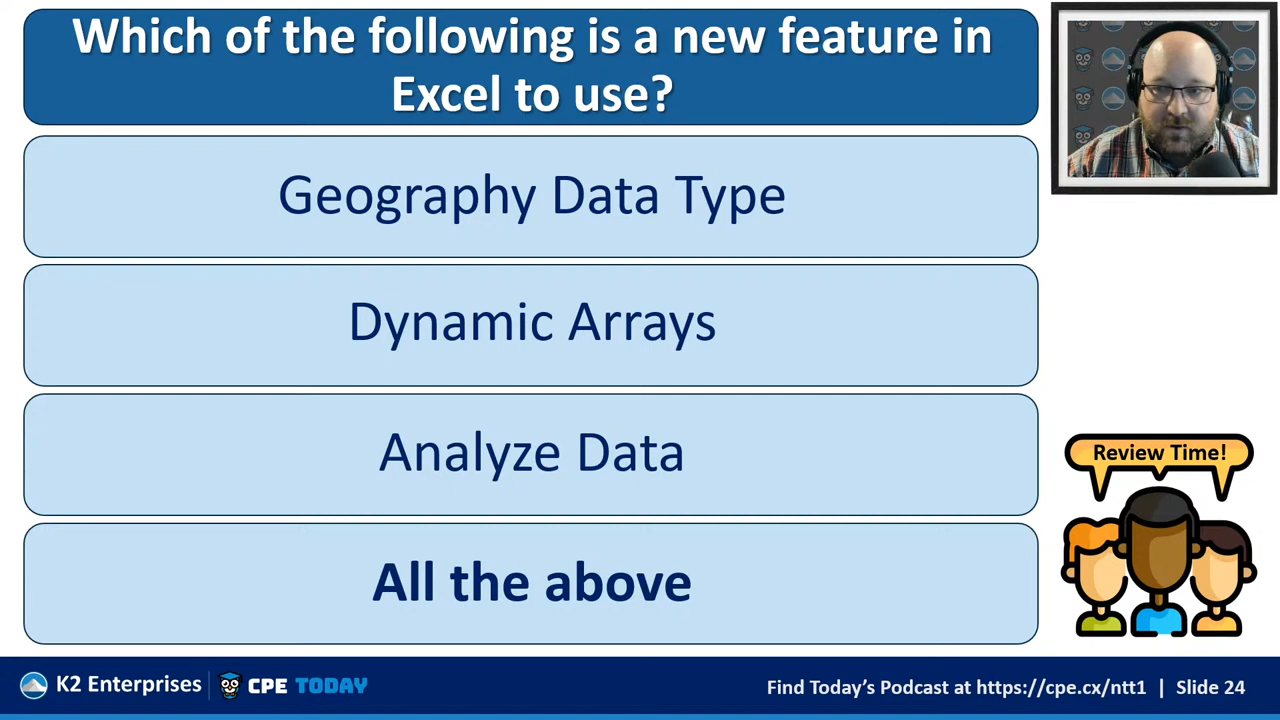 Which of the following is a new feature in
Excel to use?
Geography Data Type
Dynamic Arrays
Analyze Data
All the above
Review Time!
K2 Enterprises
CPE TODAY
Find Today's Podcast at https://cpe.cx/ntt1 | Slide 24